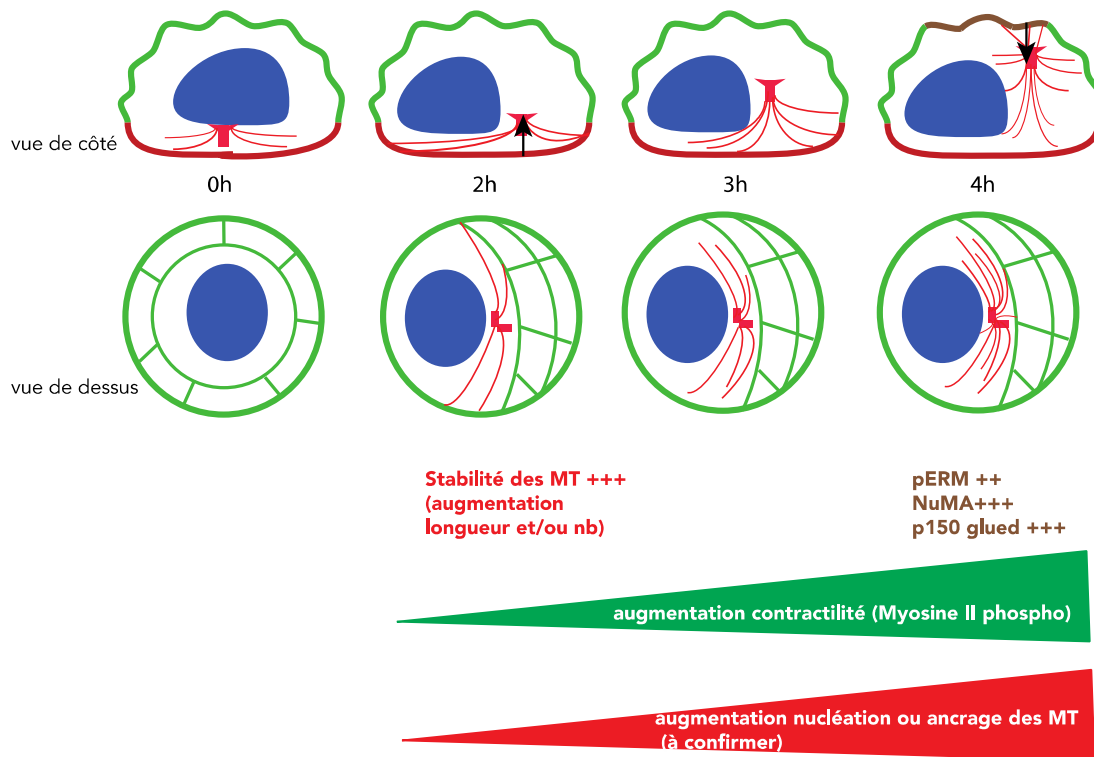 vue de côté
0h
2h
3h
4h
vue de dessus
Stabilité des MT +++
(augmentation
longueur et/ou nb)
pERM ++
NuMA+++
p150 glued +++
augmentation contractilité (Myosine II phospho)
augmentation nucléation ou ancrage des MT
(à confirmer)